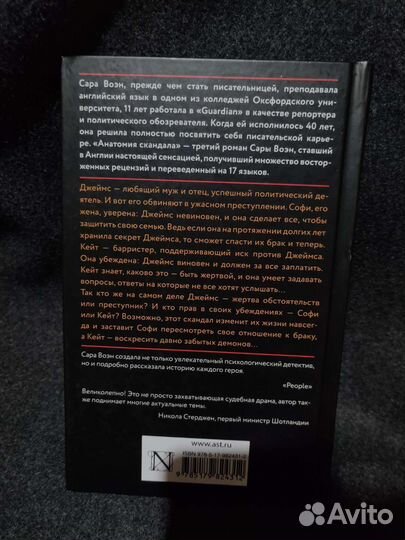 Сара Воэн, прежде чем стать писательницей, преподавала
английский язык в одном из колледжей Оксфордского уни-
верситета, 11 лет работала в «Guardian» в качестве репортера
и политического обозревателя. Когда ей исполнилось 40 лет,
она решила полностью посвятить себя писательской карье-
ре. «Анатомия скандала» – третий роман Сары Воэн, ставший
в Англии настоящей сенсацией, получивший множество востор-
женных рецензий и переведенный на 17 языков.
Джеймс – любящий муж и отец, успешный политический де-
ятель. И вот его обвиняют в ужасном преступлении. Софи, его
жена, уверена: Джеймс невиновен, и она сделает все, чтобы
защитить свою семью. Ведь если она на протяжении долгих лет
хранила секрет Джеймса, то сможет спасти их брак и теперь.
Кейт – барристер, поддерживающий иск против Джеймса.
Она убеждена: Джеймс виновен и должен за все заплатить.
Кейт знает, каково это – быть жертвой, и она умеет задавать
вопросы, ответы на которые не все хотят услышать...
Так кто же на самом деле Джеймс – жертва обстоятельств
или преступник? И кто прав в своих убеждениях – Софи
или Кейт? Возможно, этот скандал изменит их жизни навсег-
да и заставит Софи пересмотреть свое отношение к браку,
а Кейт – воскресить давно забытых демонов...
Сара Воэн создала не только увлекательный психологический детектив,
но и подробно рассказала историю каждого героя.
«People»
Великолепно! Это не просто захватывающая судебная драма, автор так-
же поднимает многие актуальные темы.
Никола Стерджен, первый министр Шотландии
www.ast.ru
N
ISBN 978-5-17-982431-2
9 785179 824312
Avito